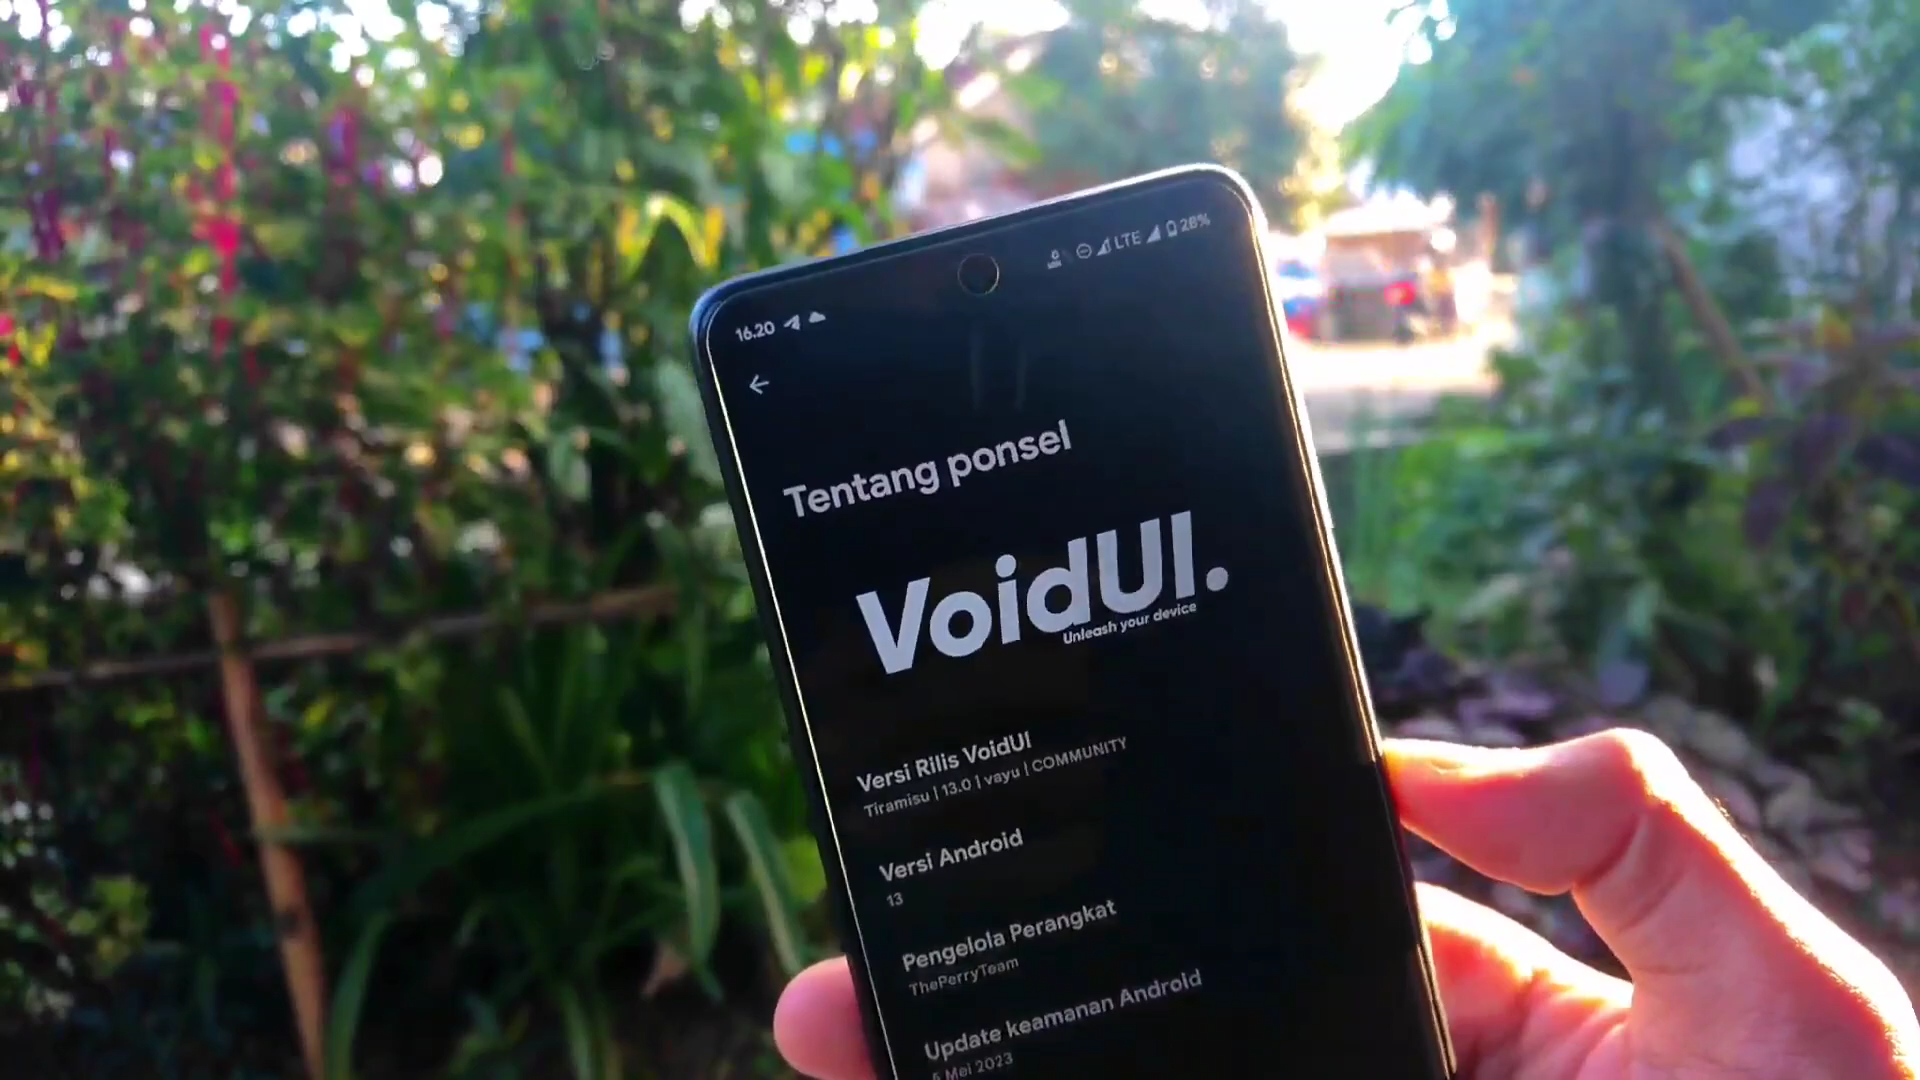 16.20 LTE 28%
Tentang ponsel
VoidUI.
Unleash your device
Versi Rilis VoidUI
Tiramisu | 13.0 | vayu | COMMUNITY
Versi Android
13
Pengelola Perangkat
ThePerryTeam
Update keamanan Android
5 Mei 2023